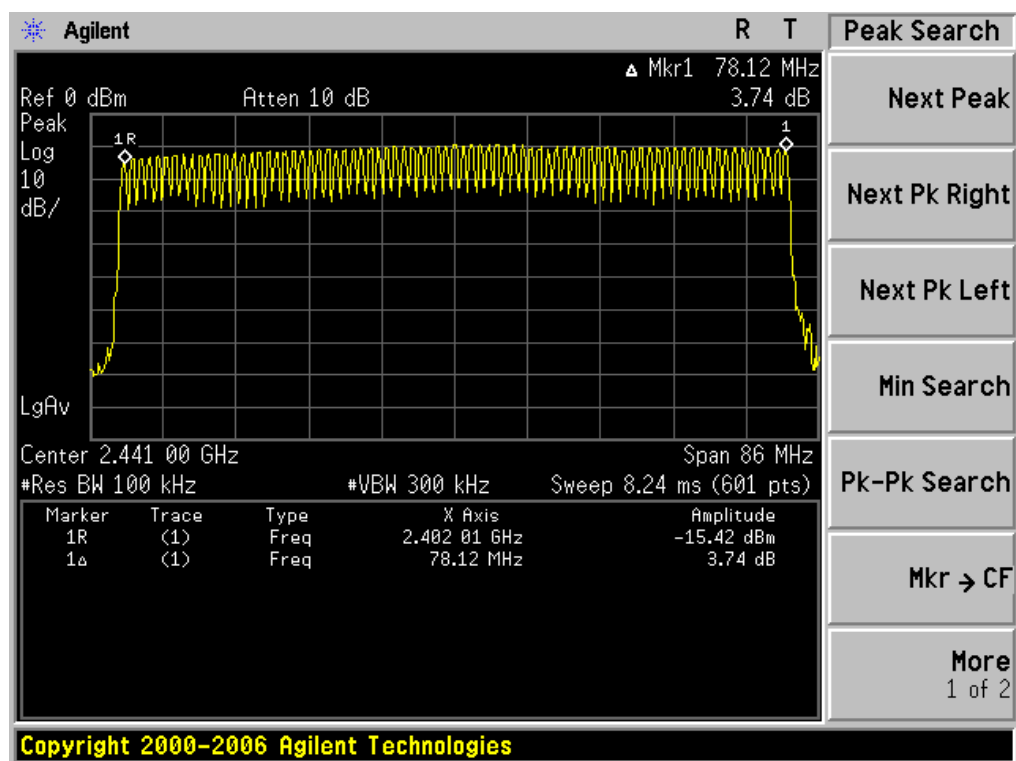 Agilent R T Peak Search
Δ Mkr1 78.12 MHz
Ref 0 dBm Atten 10 dB 3.74 dB
Peak
Log
10
dB/
1R
1
LgAv
Center 2.441 00 GHz Span 86 MHz
#Res BW 100 kHz #VBW 300 kHz Sweep 8.24 ms (601 pts)
Marker Trace Type X Axis Amplitude
1R (1) Freq 2.402 01 GHz -15.42 dBm
1Δ (1) Freq 78.12 MHz 3.74 dB
Next Peak
Next Pk Right
Next Pk Left
Min Search
Pk-Pk Search
Mkr → CF
More
1 of 2
Copyright 2000-2006 Agilent Technologies